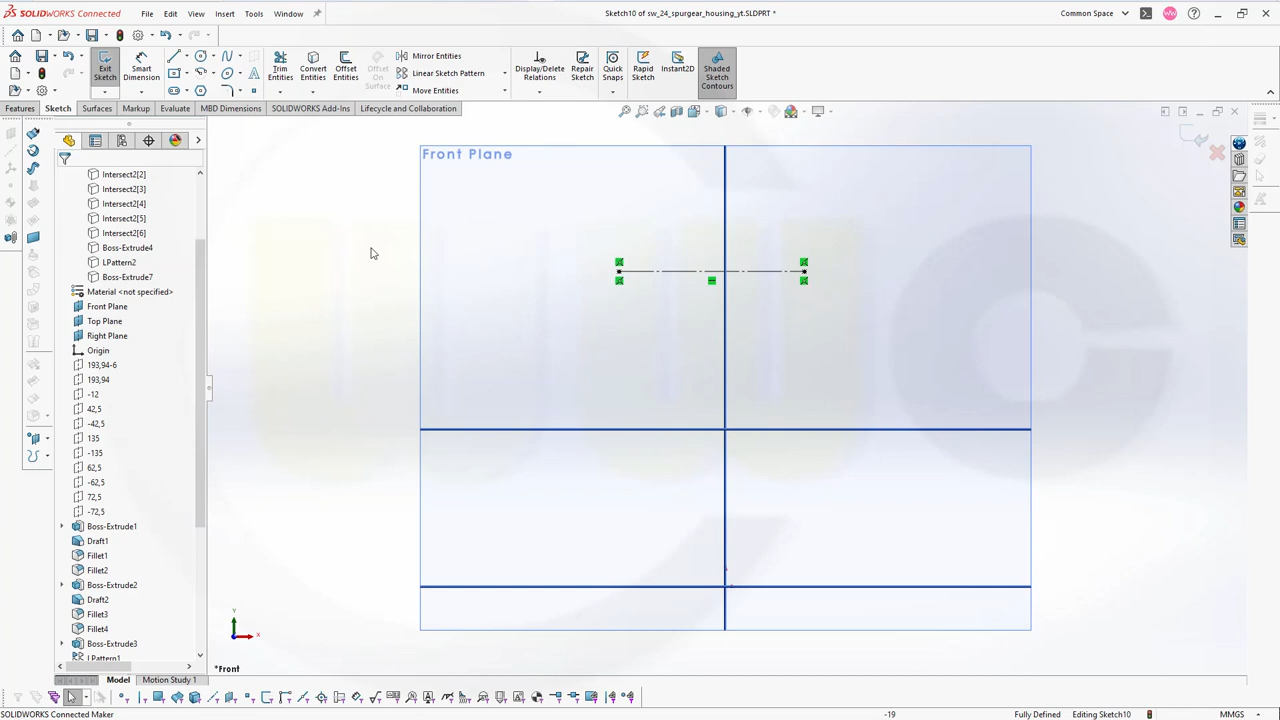 SOLIDWORKS Connected
File
Edit
View
Insert
Tools
Window
Sketch10 of sw_24_spurgear_housing_yt.SLDPRT *
Common Space
WW
Exit Sketch
Smart Dimension
Trim Entities
Convert Entities
Offset Entities
Offset On Surface
Mirror Entities
Linear Sketch Pattern
Move Entities
Display/Delete Relations
Repair Sketch
Quick Snaps
Rapid Sketch
Instant2D
Shaded Sketch Contours
Features
Sketch
Surfaces
Markup
Evaluate
MBD Dimensions
SOLIDWORKS Add-Ins
Lifecycle and Collaboration
Intersect2[2]
Intersect2[3]
Intersect2[4]
Intersect2[5]
Intersect2[6]
Boss-Extrude4
LPattern2
Boss-Extrude7
Material <not specified>
Front Plane
Top Plane
Right Plane
Origin
193,94-6
193,94
-12
42,5
-42,5
135
-135
62,5
-62,5
72,5
-72,5
Boss-Extrude1
Draft1
Fillet1
Fillet2
Boss-Extrude2
Draft2
Fillet3
Fillet4
Boss-Extrude3
LPattern1
Front Plane
Y
X
*Front
Model
Motion Study 1
SOLIDWORKS Connected Maker
-19
Fully Defined
Editing Sketch10
MMGS